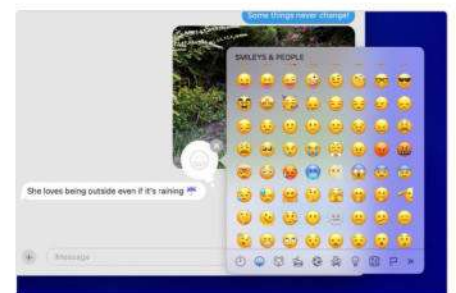 Some things never change!
SMILEYS & PEOPLE
She loves being outside even if it's raining ☔
Message